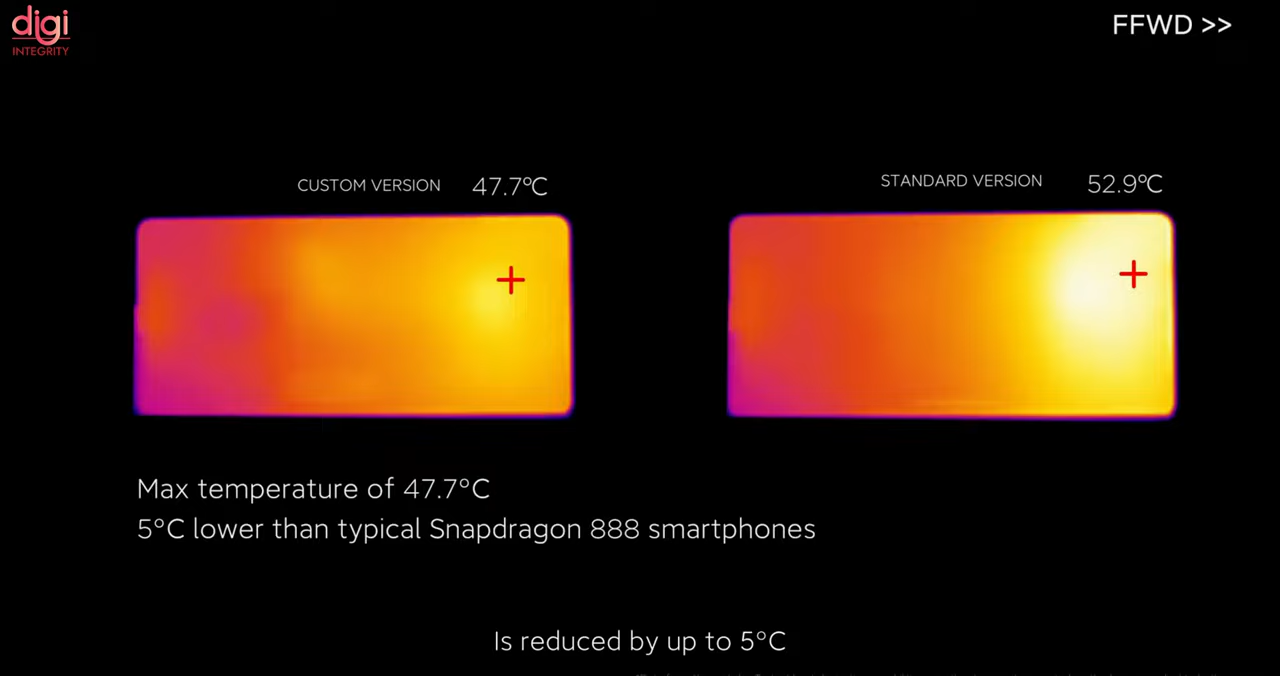 digi
INTEGRITY
FFWD >>
CUSTOM VERSION 47.7°C
STANDARD VERSION 52.9°C
Max temperature of 47.7°C
5°C lower than typical Snapdragon 888 smartphones
Is reduced by up to 5°C